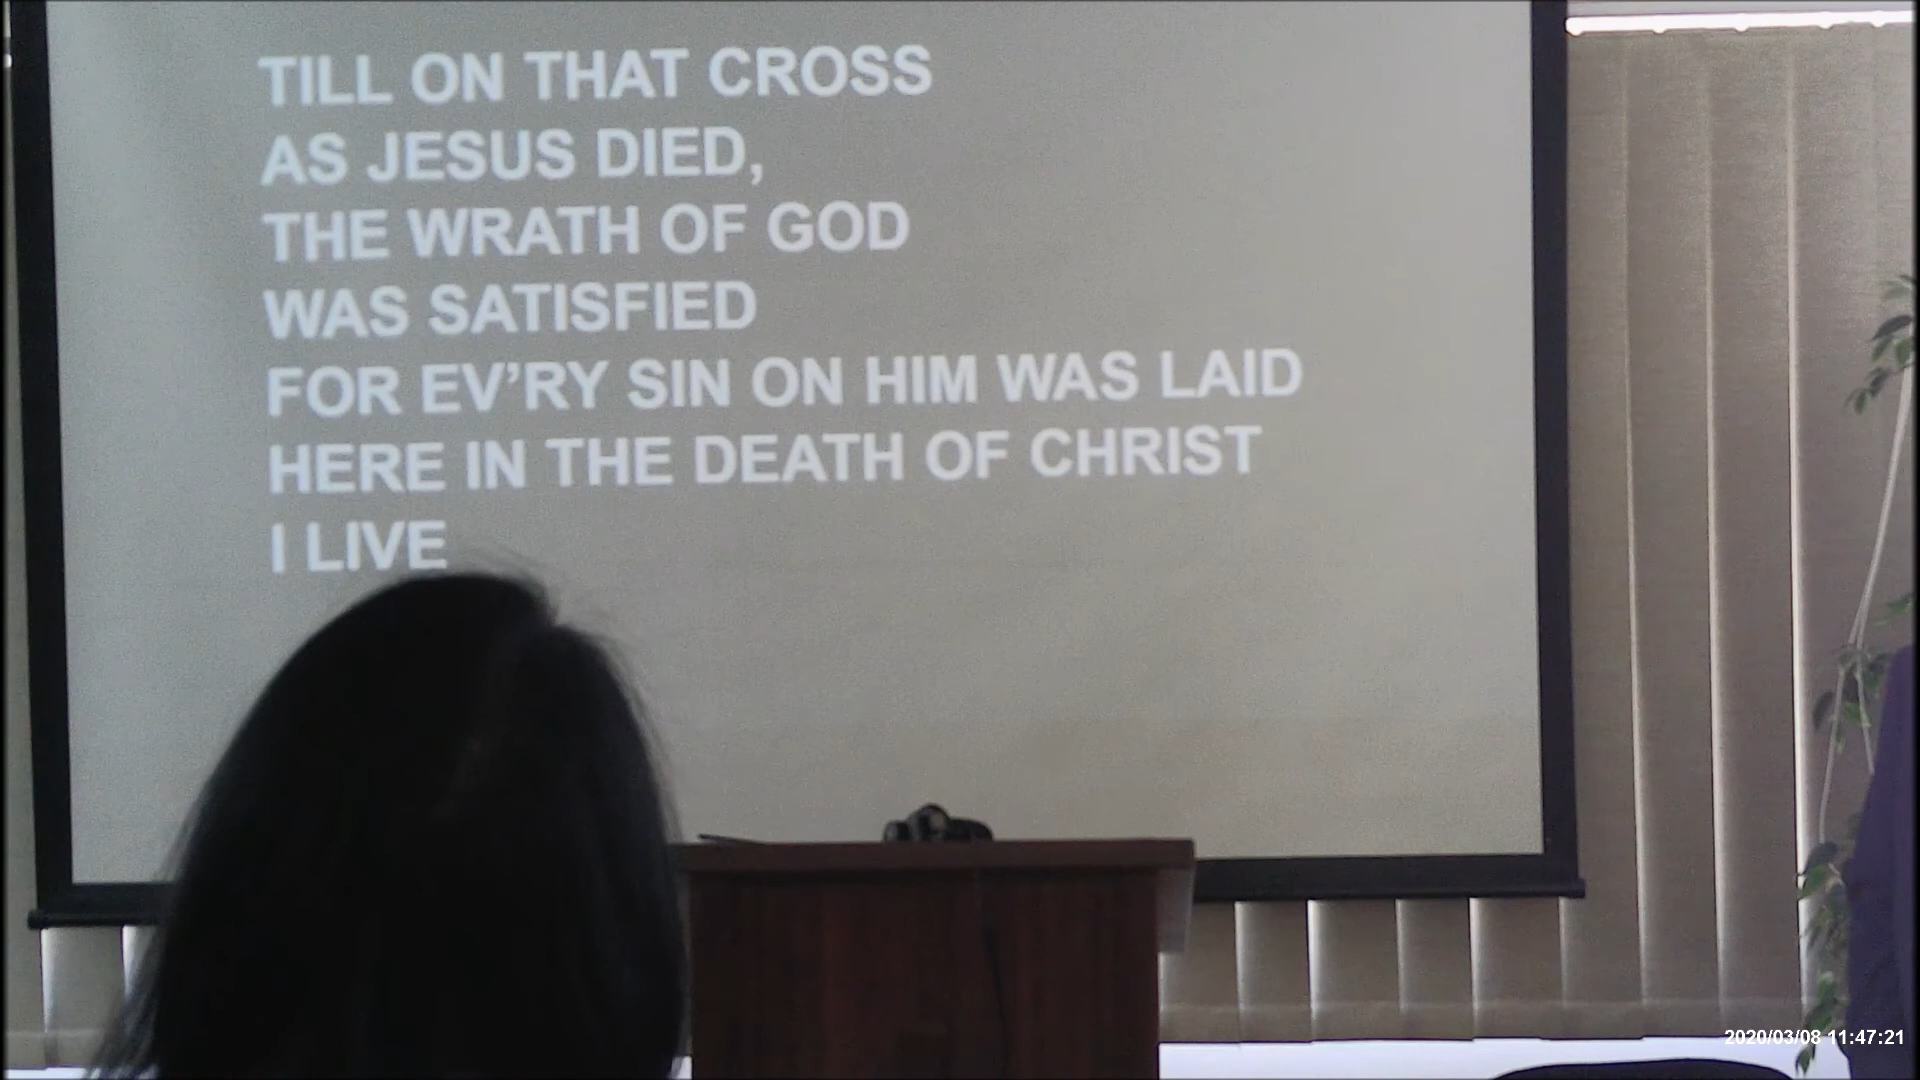 TILL ON THAT CROSS
AS JESUS DIED,
THE WRATH OF GOD
WAS SATISFIED
FOR EV’RY SIN ON HIM WAS LAID
HERE IN THE DEATH OF CHRIST
I LIVE
2020/03/08 11:47:21